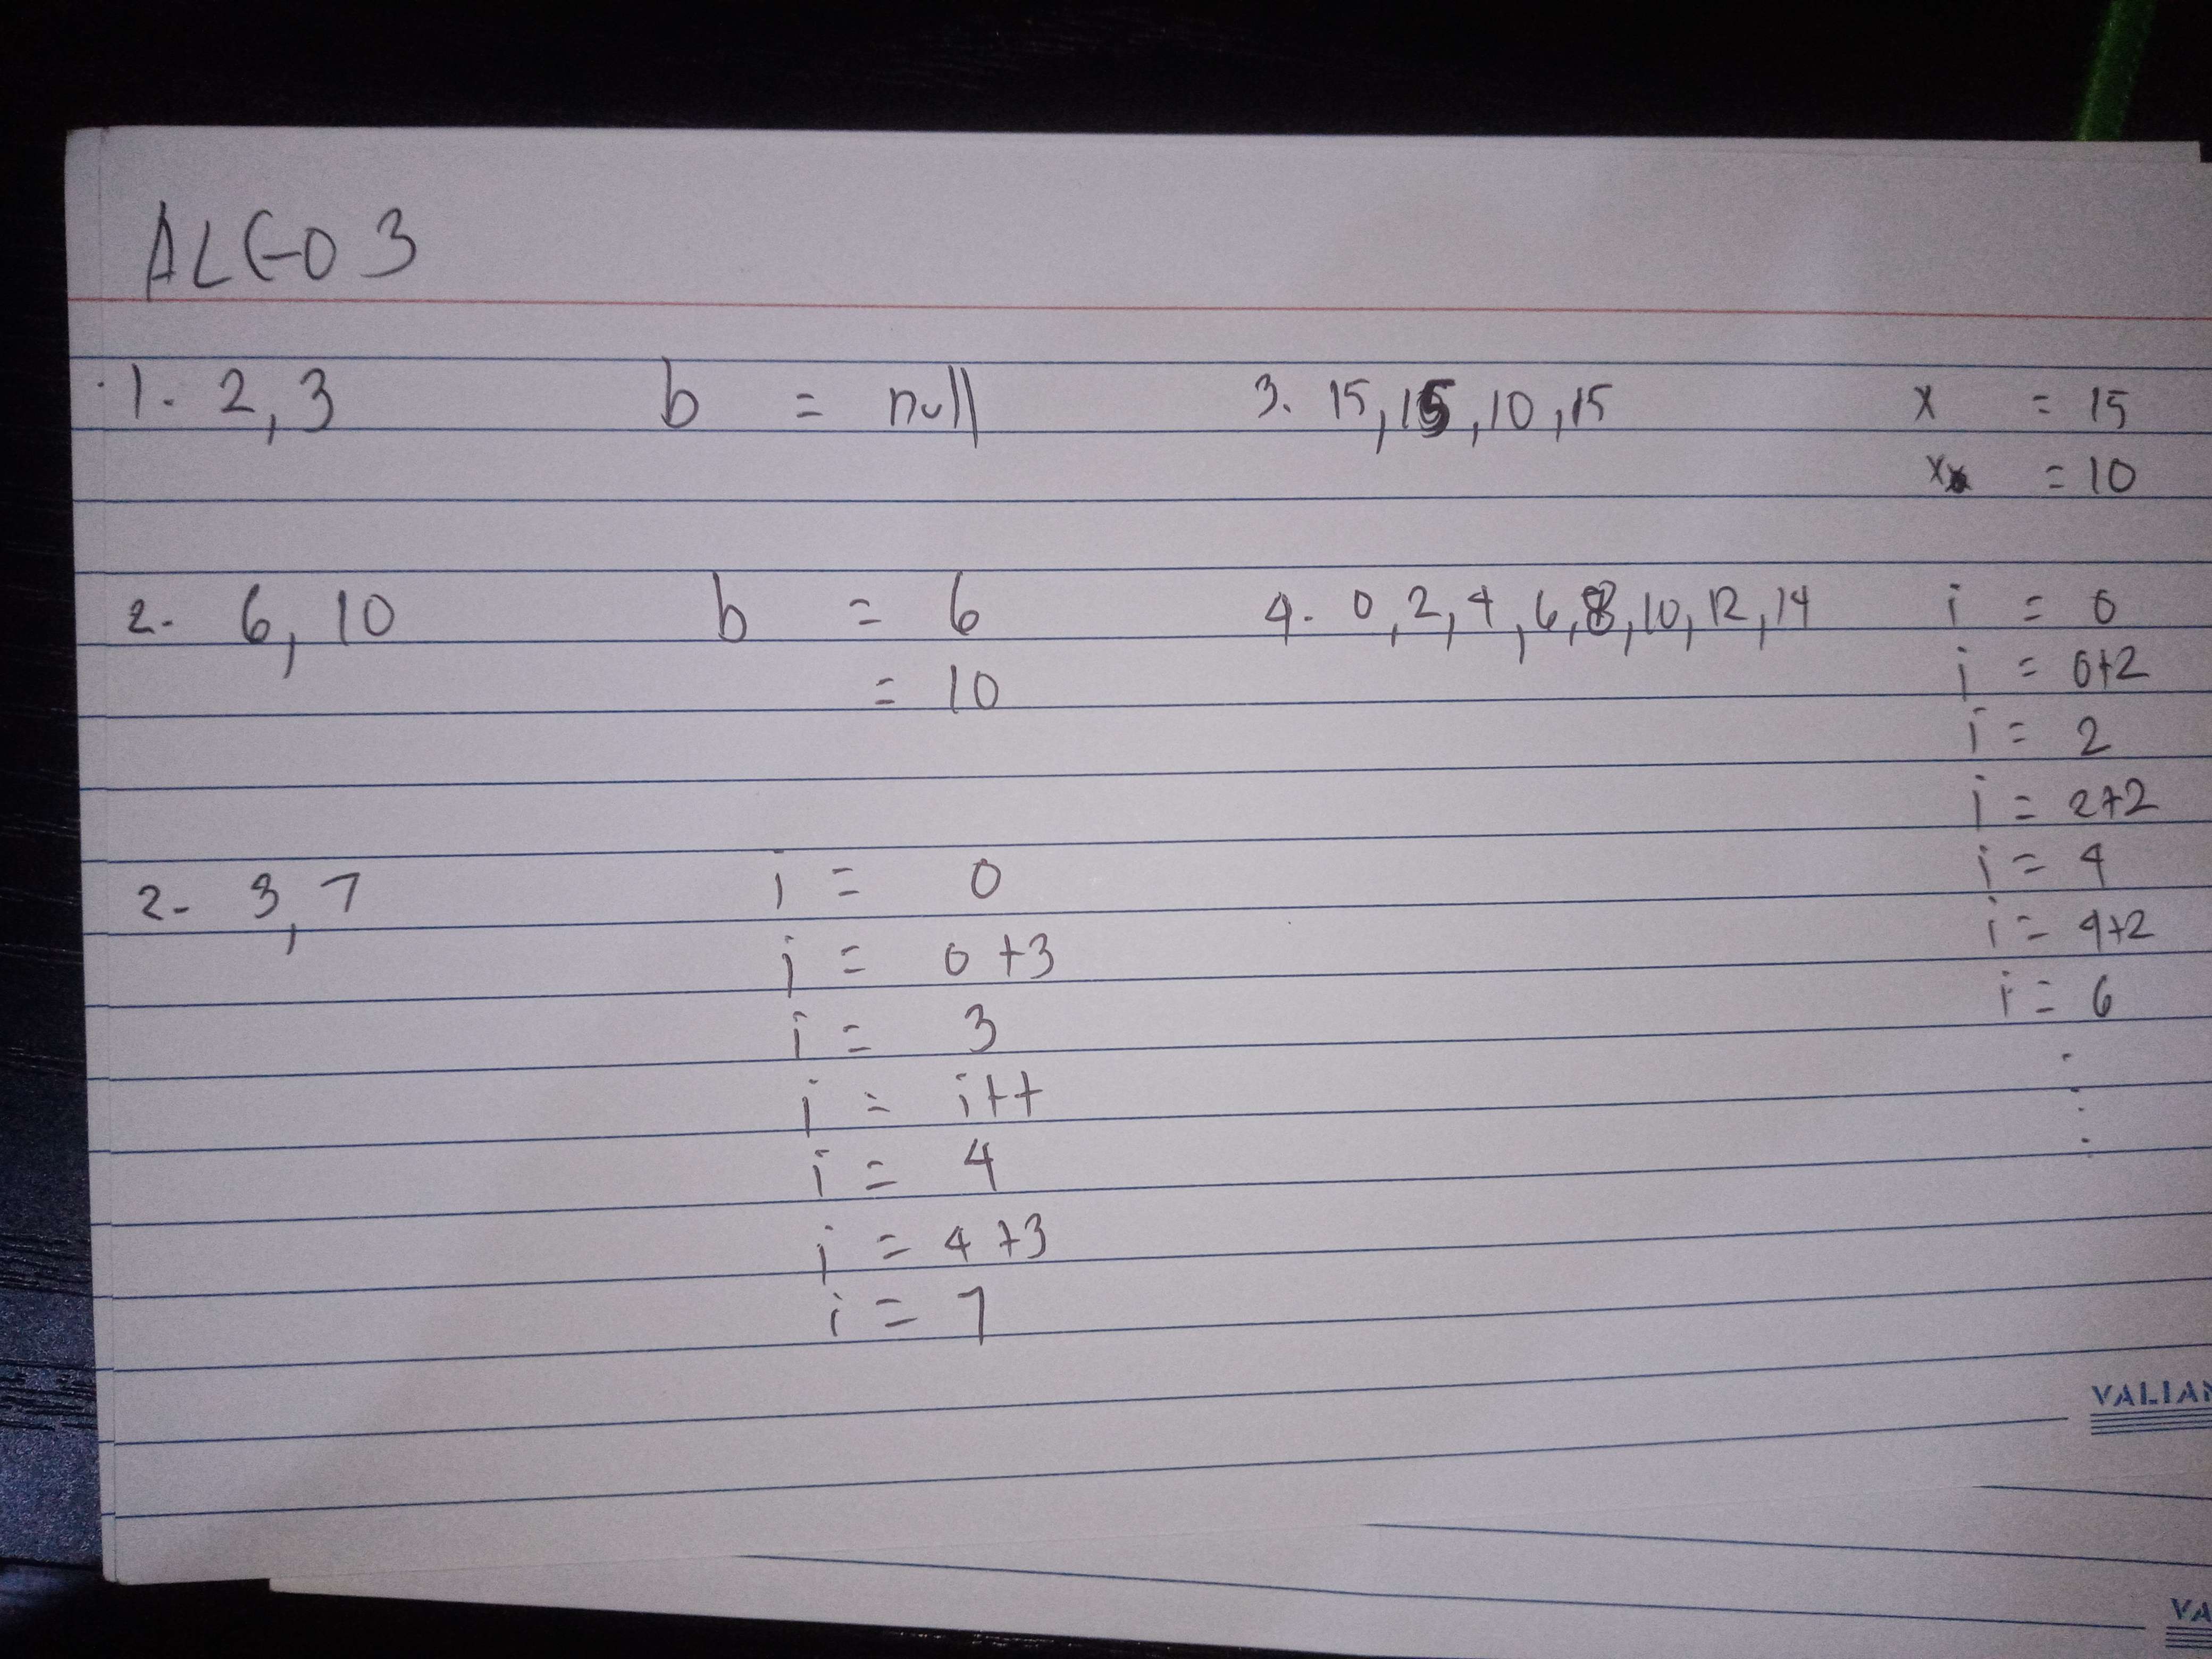 ALGO 3
1. 2, 3 b = null
2. 6, 10 b = 6
= 10
2. 3, 7 i = 0
i = 0 +3
i = 3
i = i++
i = 4
i = 4 +3
i = 7
3. 15, 15, 10, 15 x = 15
x = 10
4. 0, 2, 4, 6, 8, 10, 12, 14 i = 0
i = 0+2
i = 2
i = 2+2
i = 4
i = 4+2
i = 6
.
.
.